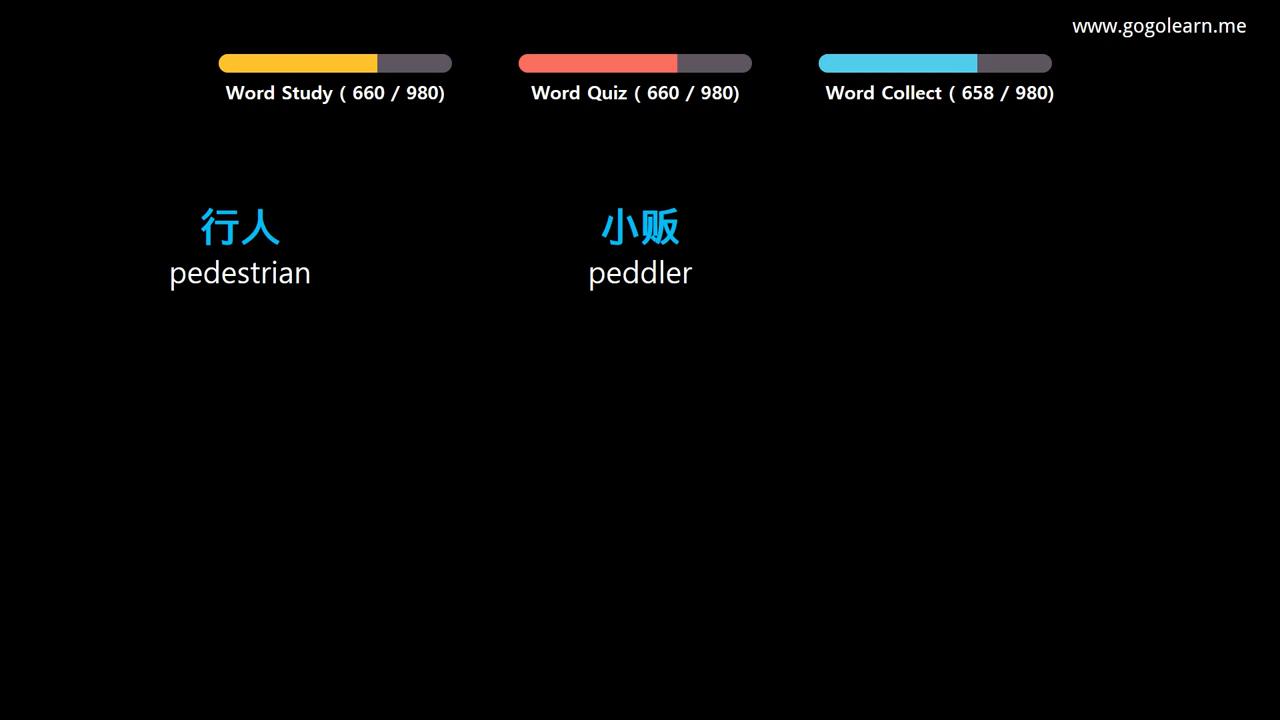 www.gogolearn.me
Word Study ( 660 / 980)
Word Quiz ( 660 / 980)
Word Collect ( 658 / 980)
行人
pedestrian
小贩
peddler